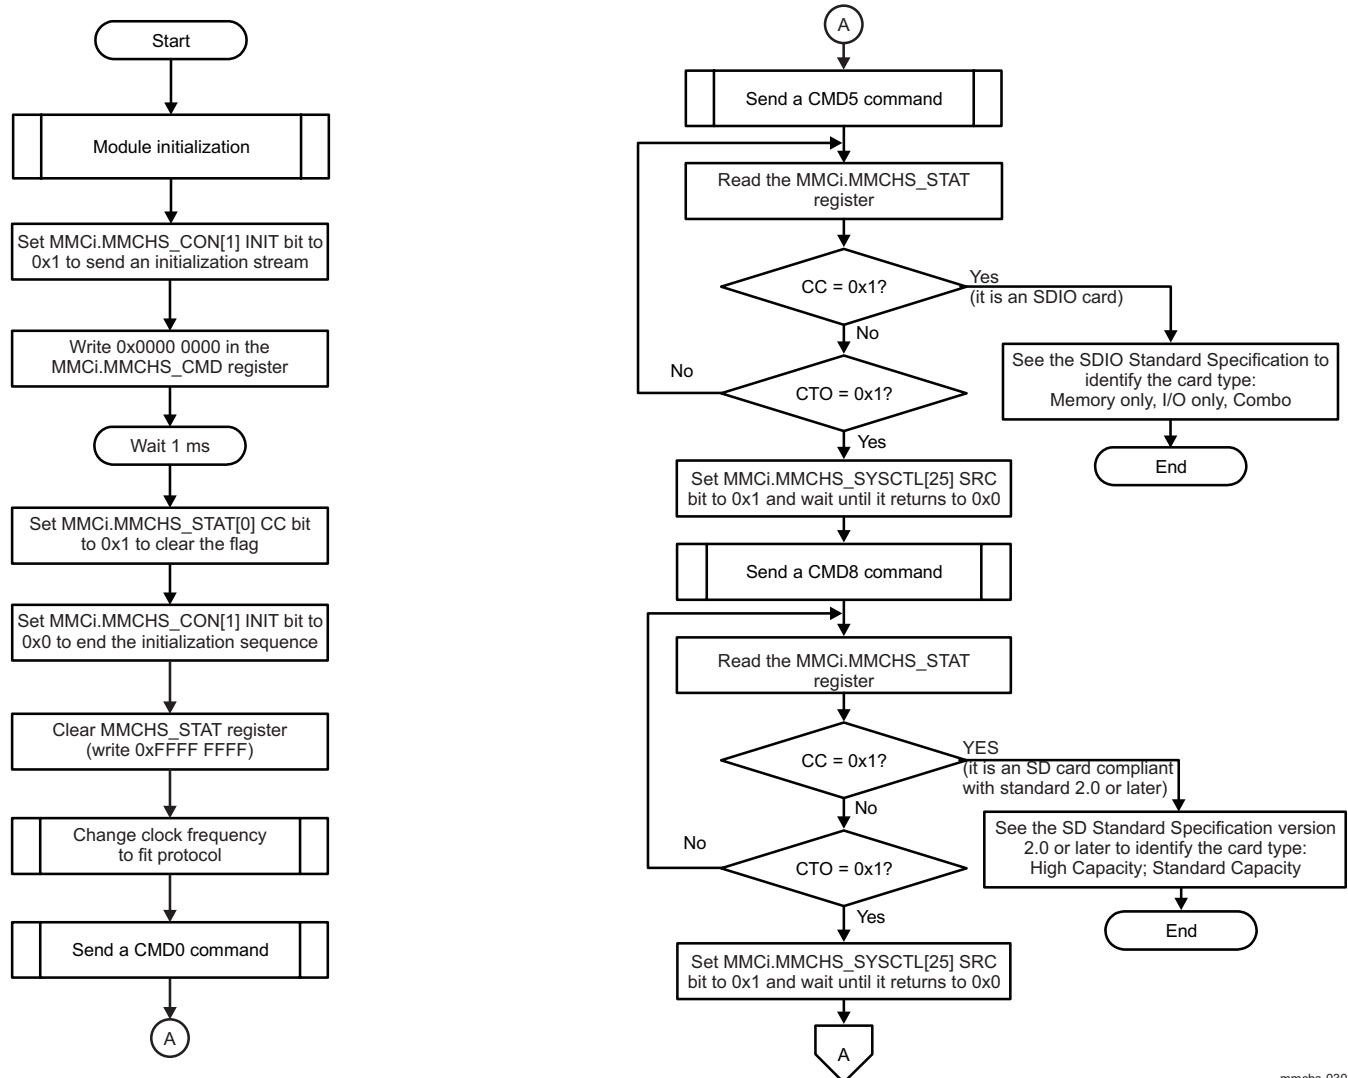 Start
Module initialization
Set MMCi.MMCHS_CON[1] INIT bit to
0x1 to send an initialization stream
Write 0x0000 0000 in the
MMCi.MMCHS_CMD register
Wait 1 ms
Set MMCi.MMCHS_STAT[0] CC bit
to 0x1 to clear the flag
Set MMCi.MMCHS_CON[1] INIT bit to
0x0 to end the initialization sequence
Clear MMCHS_STAT register
(write 0xFFFF FFFF)
Change clock frequency
to fit protocol
Send a CMD0 command
A
A
Send a CMD5 command
Read the MMCi.MMCHS_STAT
register
CC = 0x1?
Yes
(it is an SDIO card)
No
See the SDIO Standard Specification to
identify the card type:
Memory only, I/O only, Combo
End
No
CTO = 0x1?
Yes
Set MMCi.MMCHS_SYSCTL[25] SRC
bit to 0x1 and wait until it returns to 0x0
Send a CMD8 command
Read the MMCi.MMCHS_STAT
register
CC = 0x1?
YES
(it is an SD card compliant
with standard 2.0 or later)
No
See the SD Standard Specification version
2.0 or later to identify the card type:
High Capacity; Standard Capacity
End
No
CTO = 0x1?
Yes
Set MMCi.MMCHS_SYSCTL[25] SRC
bit to 0x1 and wait until it returns to 0x0
A